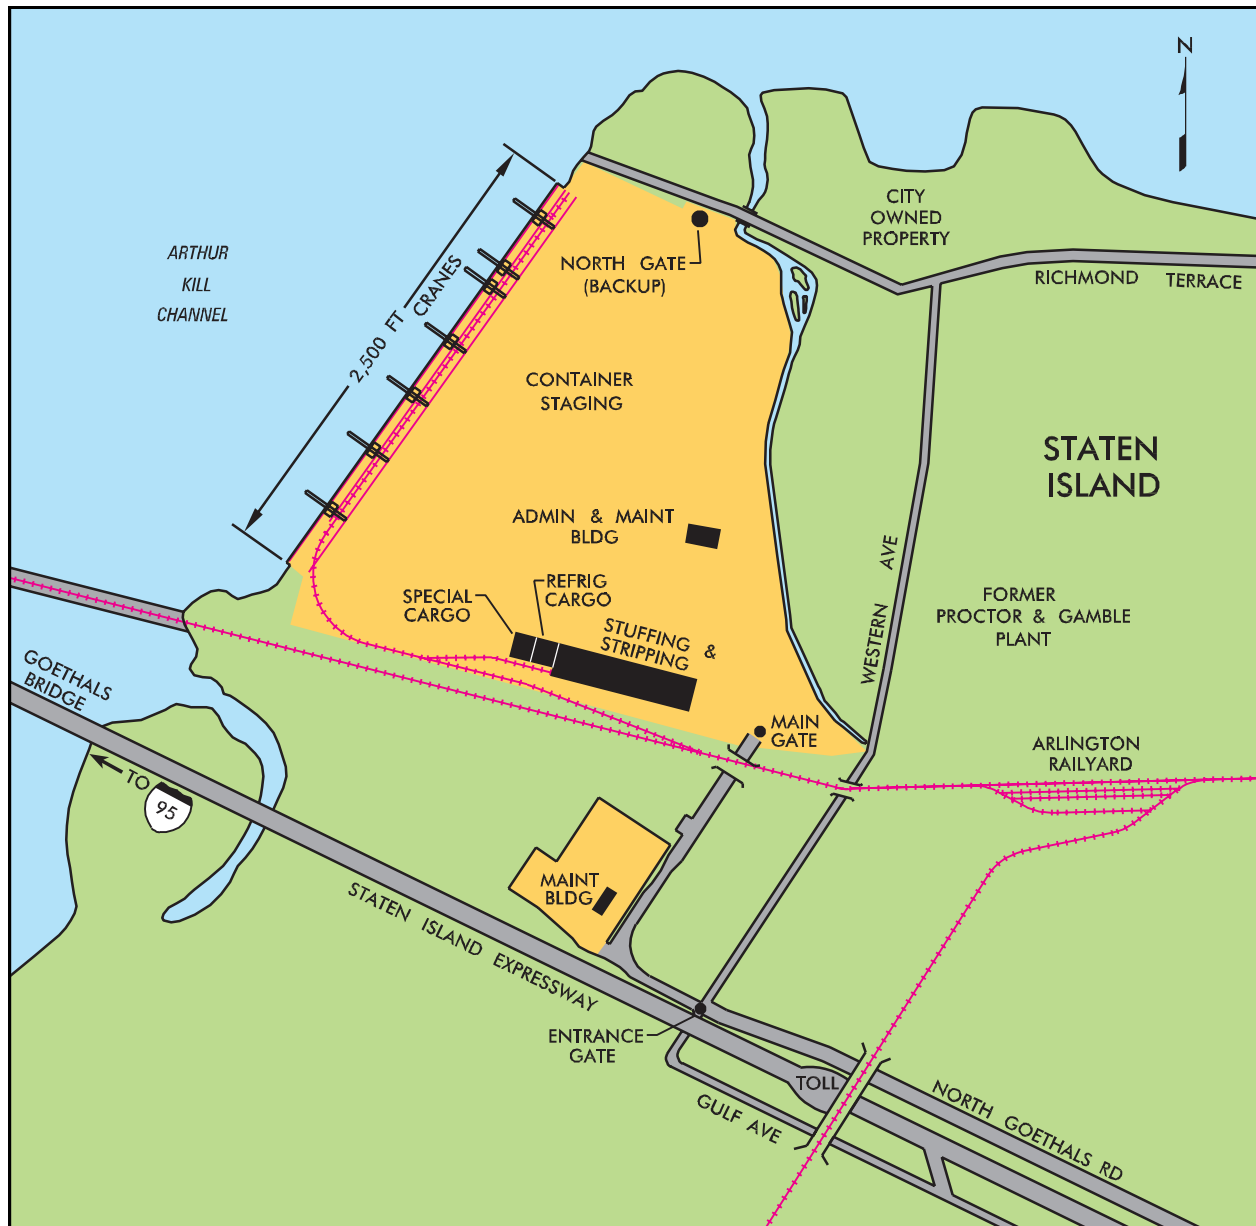 N
CITY
OWNED
PROPERTY
ARTHUR
KILL
CHANNEL
NORTH GATE
(BACKUP)
RICHMOND TERRACE
2,500 FT
CRANES
CONTAINER
STAGING
STATEN
ISLAND
ADMIN & MAINT
BLDG
WESTERN AVE
REFRIG
CARGO
SPECIAL
CARGO
STUFFING &
STRIPPING
FORMER
PROCTOR & GAMBLE
PLANT
GOETHALS
BRIDGE
MAIN
GATE
ARLINGTON
RAILYARD
TO
95
MAINT
BLDG
STATEN ISLAND EXPRESSWAY
ENTRANCE
GATE
TOLL
GULF AVE
NORTH GOETHALS RD